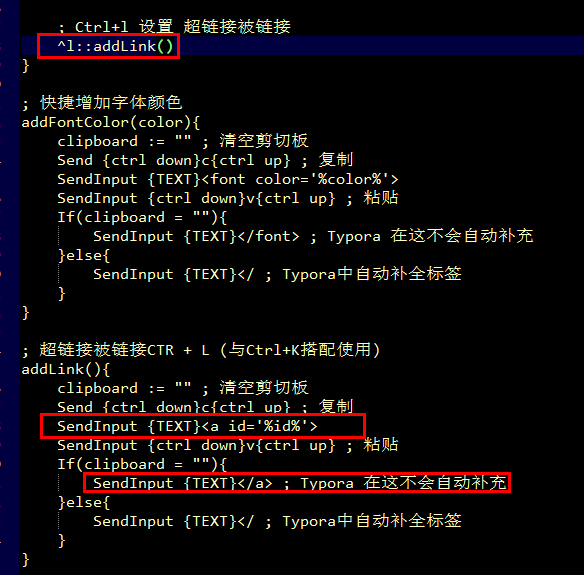 ; Ctrl+l 设置 超链接被链接
^l::addLink()
}
; 快捷增加字体颜色
addFontColor(color){
clipboard := "" ; 清空剪切板
Send {ctrl down}c{ctrl up} ; 复制
SendInput {TEXT}<font color='%color%'>
SendInput {ctrl down}v{ctrl up} ; 粘贴
If(clipboard = ""){
SendInput {TEXT}</font> ; Typora 在这不会自动补充
}else{
SendInput {TEXT}</ ; Typora中自动补全标签
}
}
; 超链接被链接CTR + L (与Ctrl+K搭配使用)
addLink(){
clipboard := "" ; 清空剪切板
Send {ctrl down}c{ctrl up} ; 复制
SendInput {TEXT}<a id='%id%'>
SendInput {ctrl down}v{ctrl up} ; 粘贴
If(clipboard = ""){
SendInput {TEXT}</a> ; Typora 在这不会自动补充
}else{
SendInput {TEXT}</ ; Typora中自动补全标签
}
}